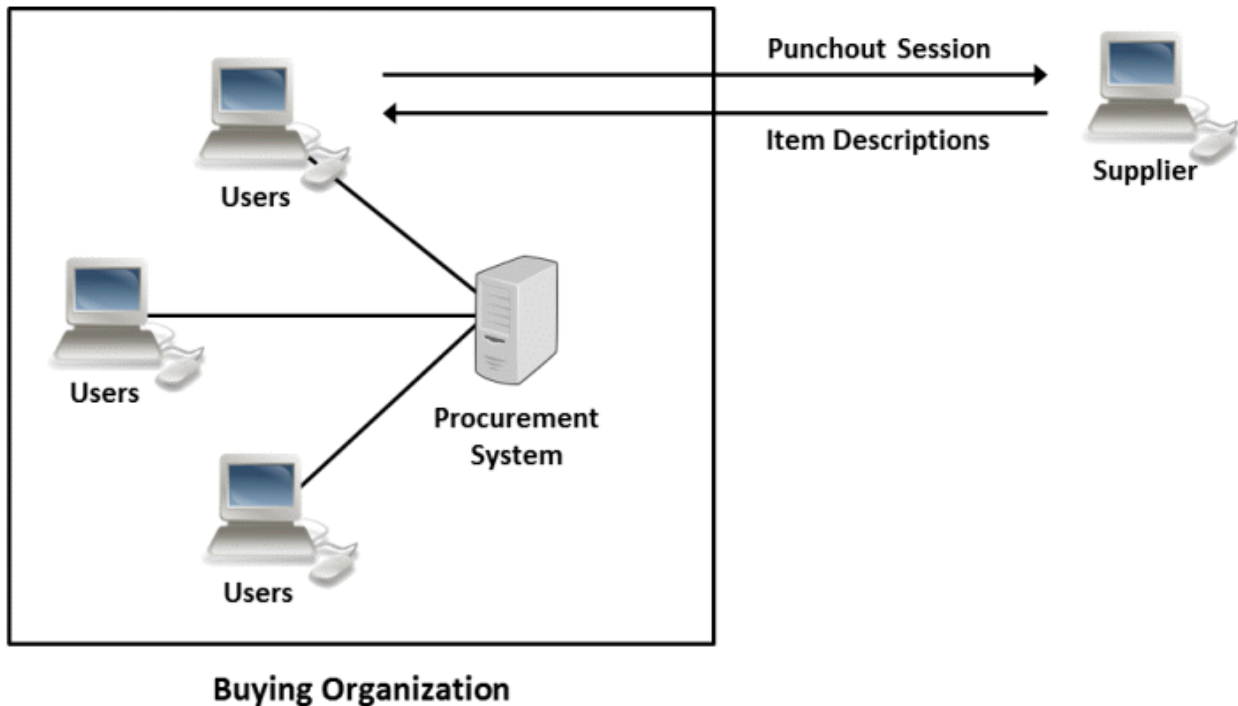 Punchout Session
Item Descriptions
Supplier
Users
Users
Procurement
System
Users
Buying Organization